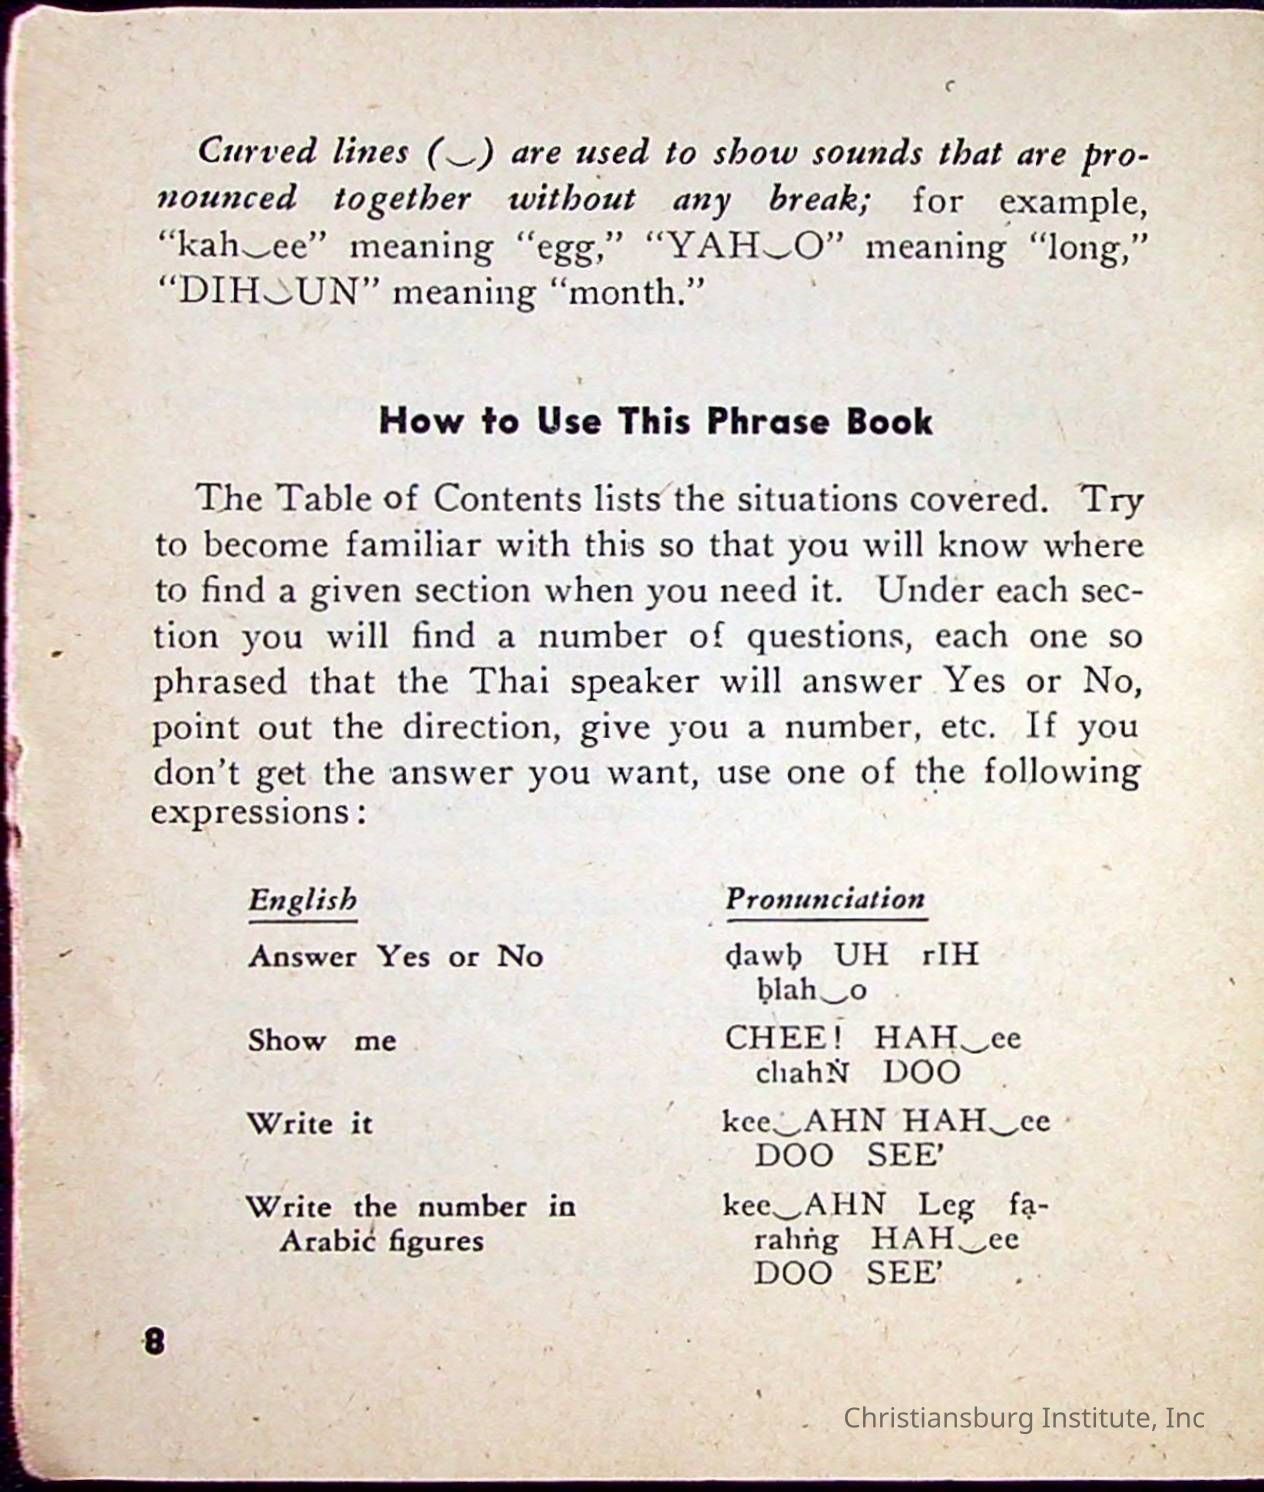 Curved lines (‿) are used to show sounds that are pro-
nounced together without any break; for example,
“kah‿ee” meaning “egg,” “YAH‿O” meaning “long,”
“DIH‿UN” meaning “month.”
How to Use This Phrase Book
The Table of Contents lists the situations covered. Try
to become familiar with this so that you will know where
to find a given section when you need it. Under each sec-
tion you will find a number of questions, each one so
phrased that the Thai speaker will answer Yes or No,
point out the direction, give you a number, etc. If you
don’t get the answer you want, use one of the following
expressions:
English Pronunciation
Answer Yes or No ḍawḅ UH rIH
ḅlah‿o
Show me CHEE! HAH‿ee
chahṄ DOO
Write it kee‿AHN HAH‿ee
DOO SEE’
Write the number in kee‿AHN Leg fạ-
Arabic figures rahṅg HAH‿ee
DOO SEE’
8
Christiansburg Institute, Inc